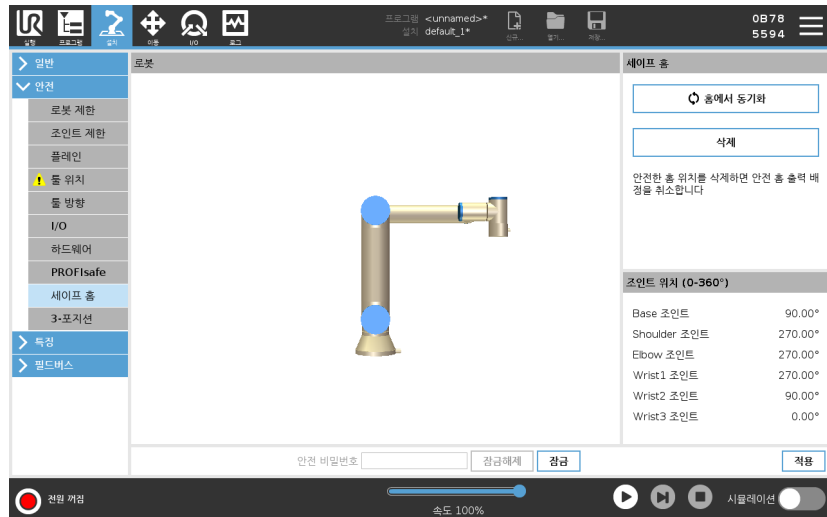 UR
실행
프로그램
설치
이동
I/O
로그
프로그램 <unnamed>*
설치 default_1*
신규...
열기...
저장...
0B78
5594
일반
안전
로봇 제한
조인트 제한
플레인
툴 위치
툴 방향
I/O
하드웨어
PROFIsafe
세이프 홈
3-포지션
특징
필드버스
로봇
세이프 홈
홈에서 동기화
삭제
안전한 홈 위치를 삭제하면 안전 홈 출력 배
정을 취소합니다
조인트 위치 (0-360°)
Base 조인트 90.00°
Shoulder 조인트 270.00°
Elbow 조인트 270.00°
Wrist1 조인트 270.00°
Wrist2 조인트 90.00°
Wrist3 조인트 0.00°
안전 비밀번호 잠금해제 잠금 적용
전원 꺼짐
속도 100%
시뮬레이션